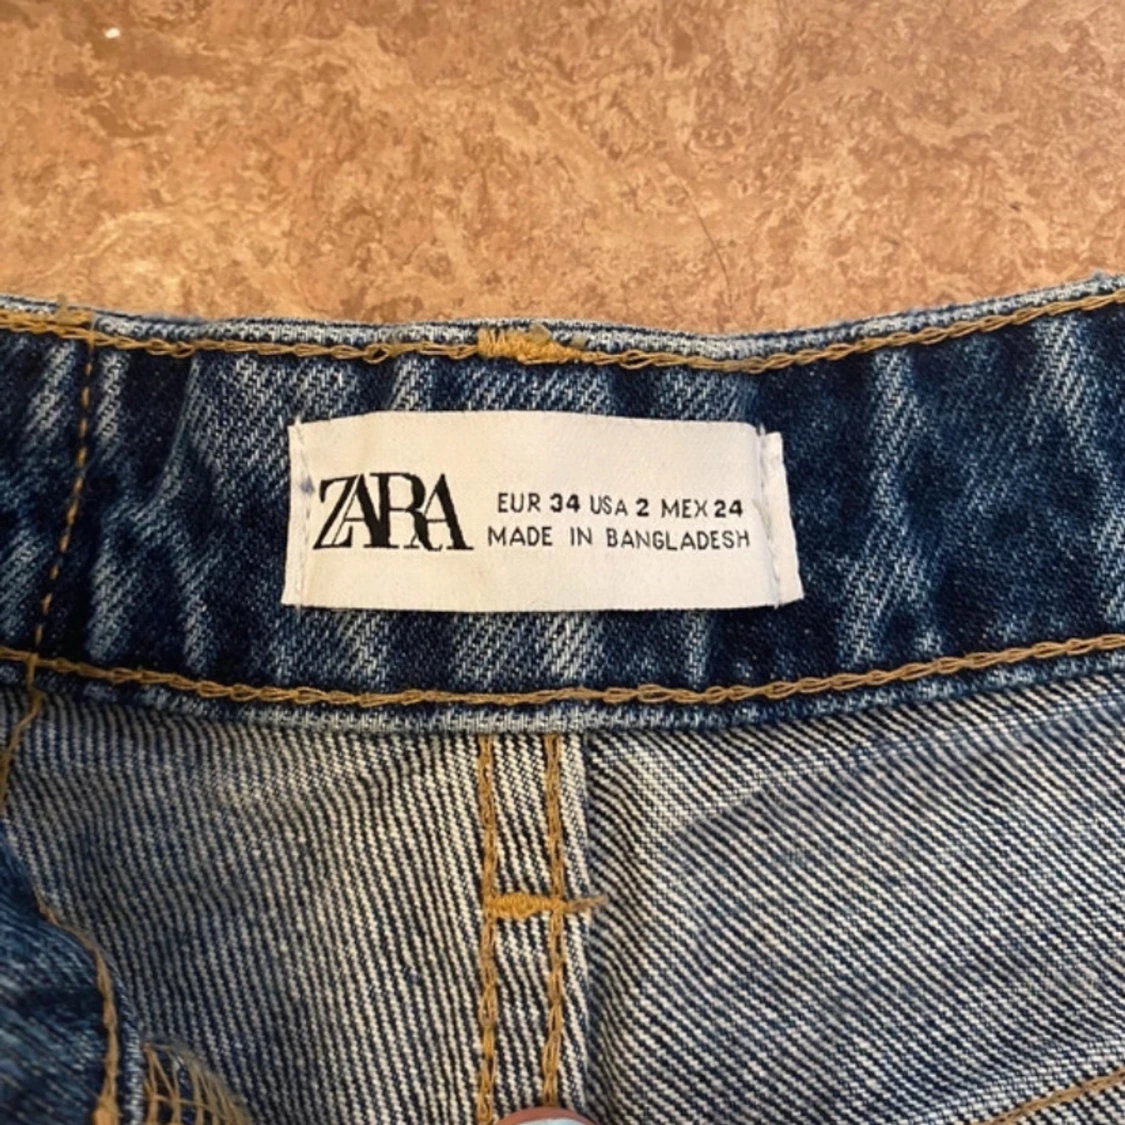 ZARA
EUR 34 USA 2 MEX 24
MADE IN BANGLADESH